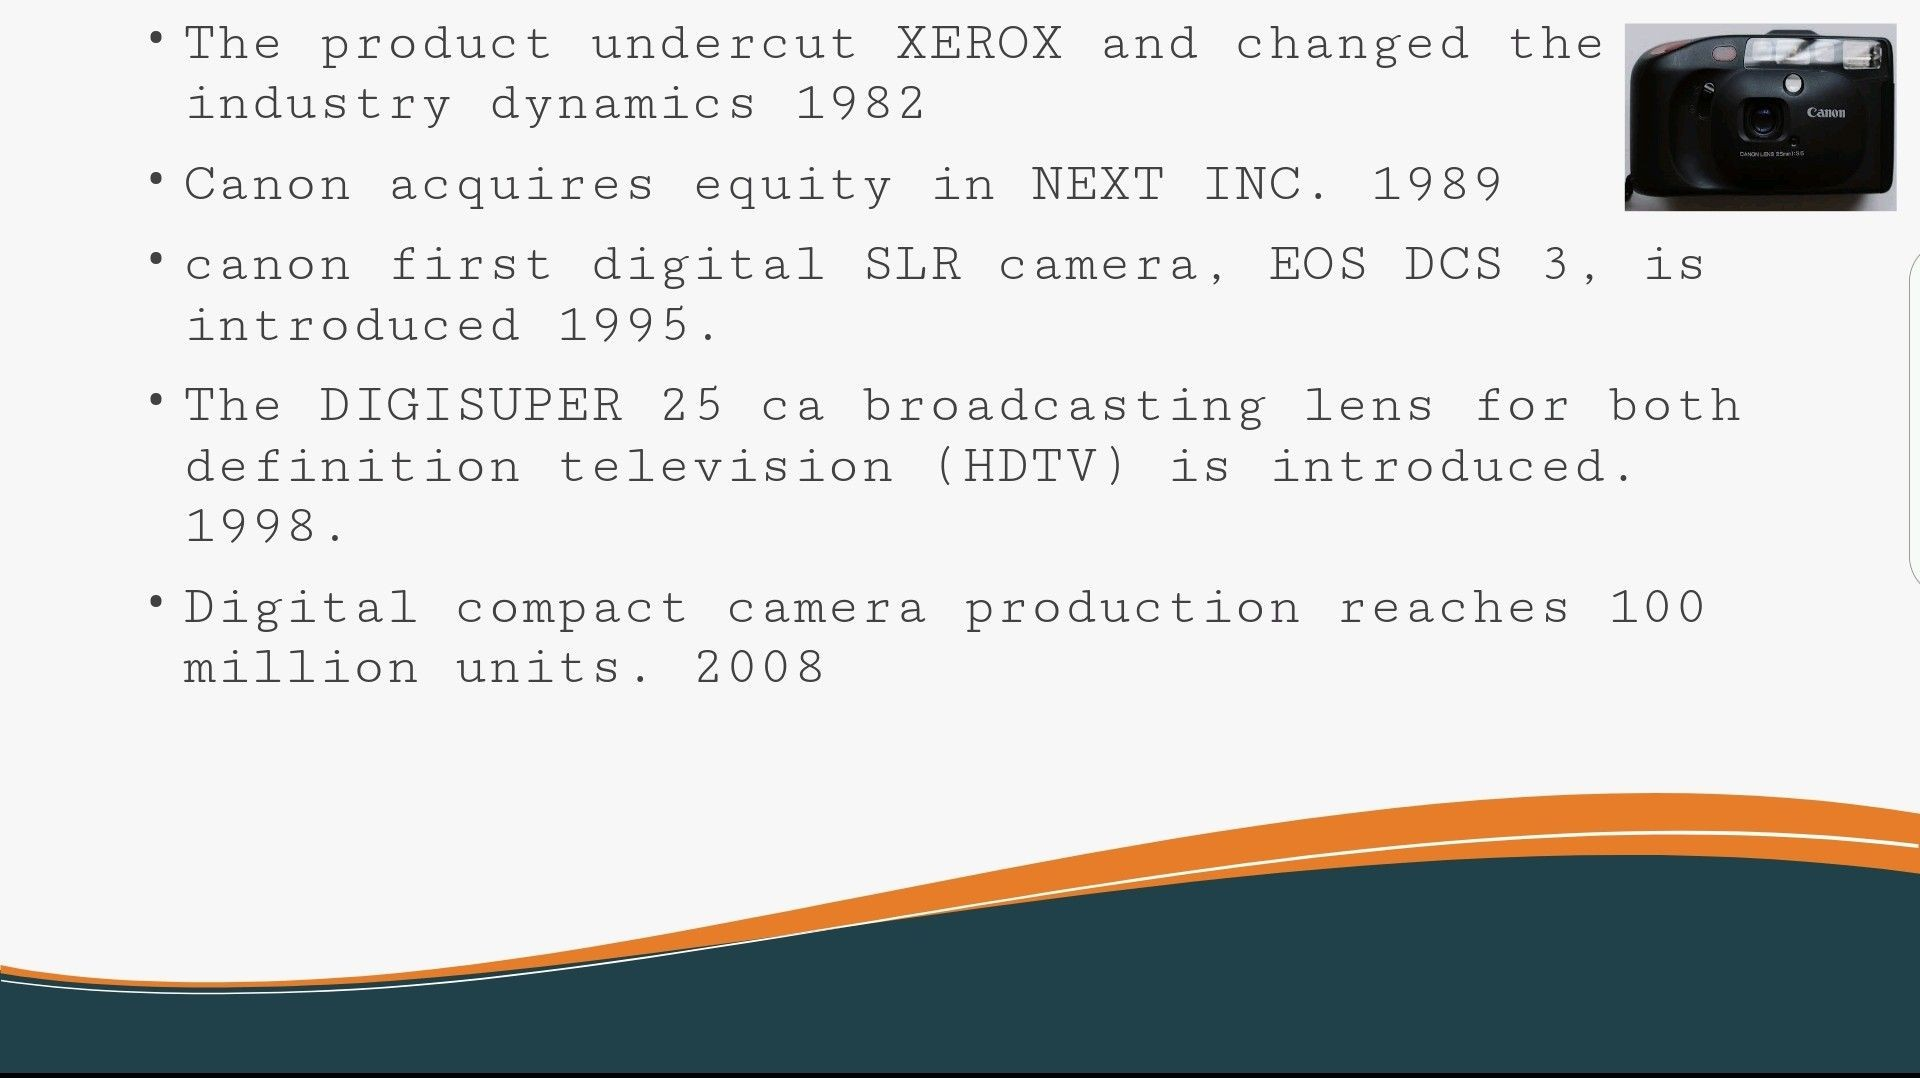 • The product undercut XEROX and changed the
industry dynamics 1982
• Canon acquires equity in NEXT INC. 1989
• canon first digital SLR camera, EOS DCS 3, is
introduced 1995.
• The DIGISUPER 25 ca broadcasting lens for both
definition television (HDTV) is introduced.
1998.
• Digital compact camera production reaches 100
million units. 2008
Canon